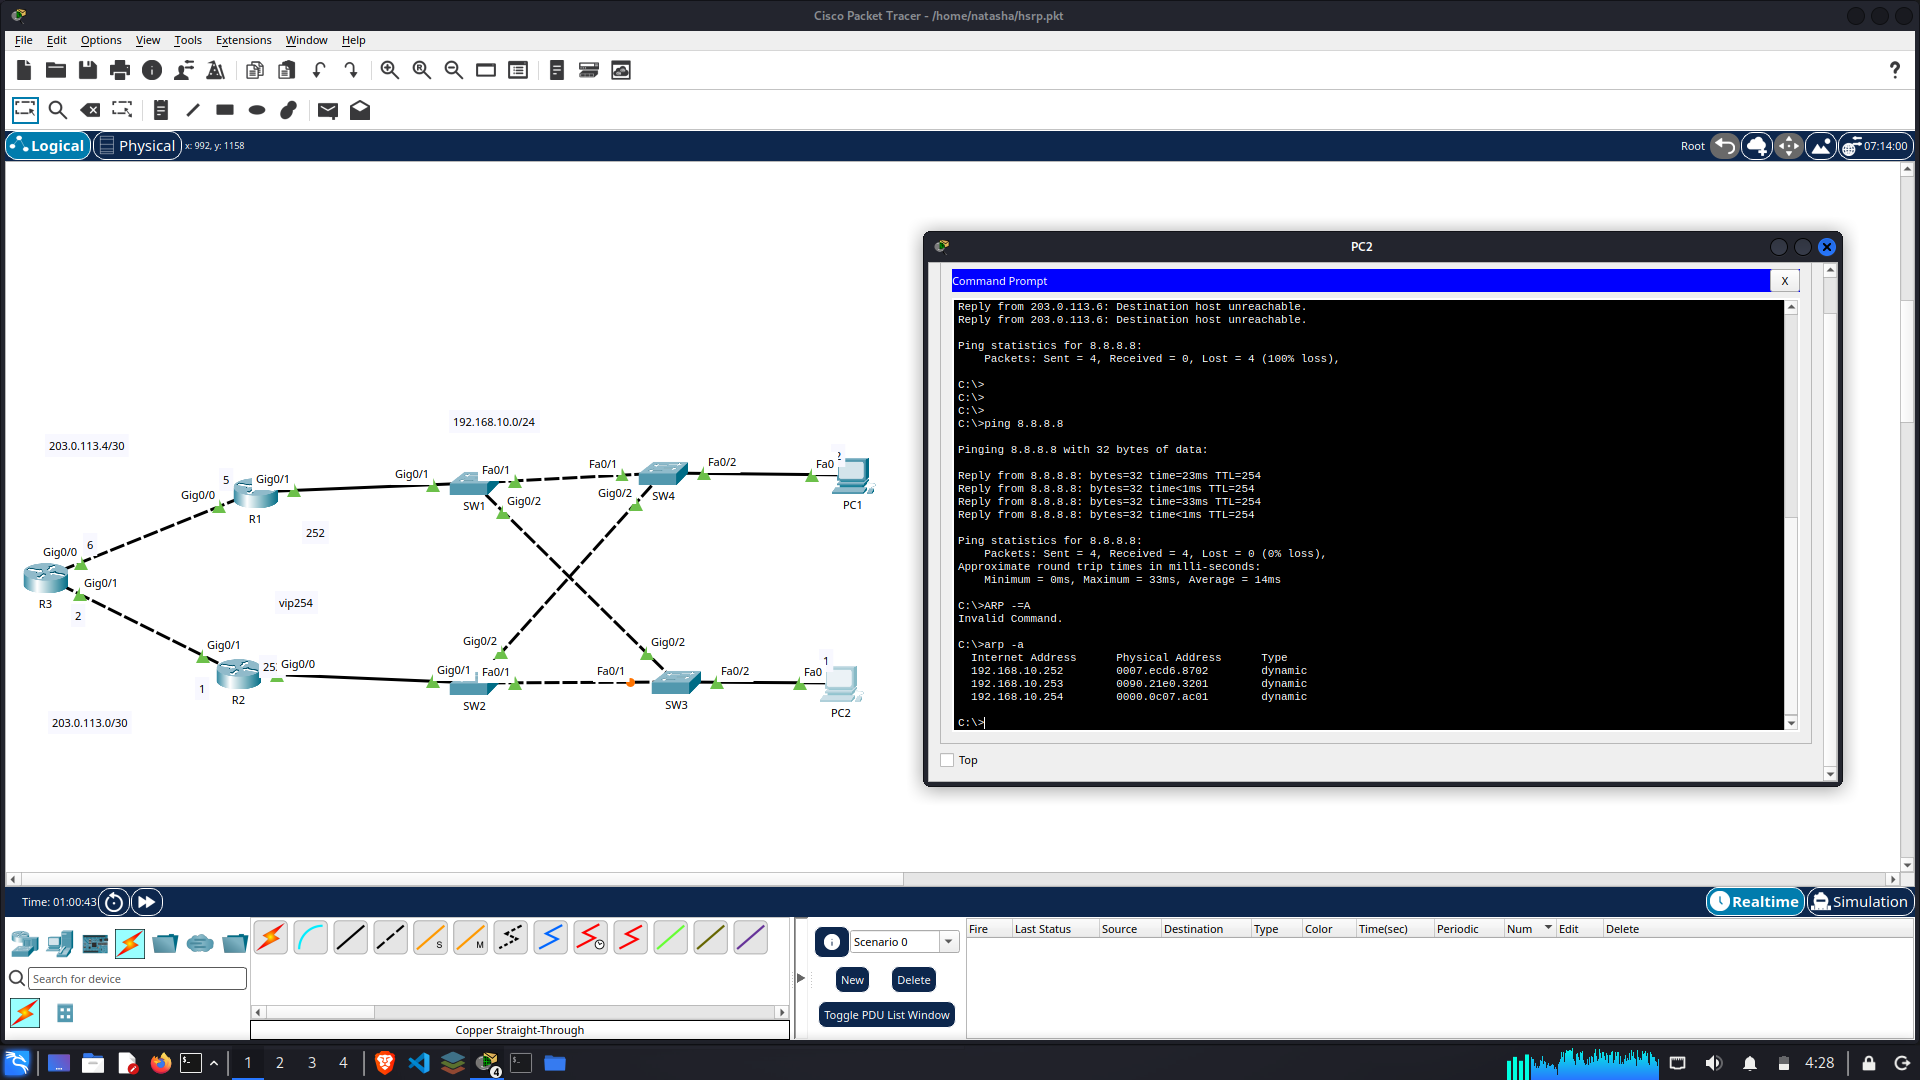 Cisco Packet Tracer - /home/natasha/hsrp.pkt
File Edit Options View Tools Extensions Window Help
?
Logical Physical x: 992, y: 1158 Root 07:14:00
192.168.10.0/24
203.0.113.4/30
5 Gig0/1 Gig0/1 Fa0/1 Fa0/1 Fa0/2 Fa0 2
Gig0/0 Gig0/2 Gig0/2
R1 SW1 SW4 PC1
252
Gig0/0 6
Gig0/1
R3
2
vip254
Gig0/1 Gig0/2 Gig0/2
Gig0/0 Gig0/1 Fa0/1 Fa0/1 Fa0/2 Fa0 1
1
R2 SW2 SW3 PC2
203.0.113.0/30
PC2
Command Prompt X
Reply from 203.0.113.6: Destination host unreachable.
Reply from 203.0.113.6: Destination host unreachable.
Ping statistics for 8.8.8.8:
Packets: Sent = 4, Received = 0, Lost = 4 (100% loss),
C:\>
C:\>
C:\>
C:\>ping 8.8.8.8
Pinging 8.8.8.8 with 32 bytes of data:
Reply from 8.8.8.8: bytes=32 time=23ms TTL=254
Reply from 8.8.8.8: bytes=32 time<1ms TTL=254
Reply from 8.8.8.8: bytes=32 time=33ms TTL=254
Reply from 8.8.8.8: bytes=32 time<1ms TTL=254
Ping statistics for 8.8.8.8:
Packets: Sent = 4, Received = 4, Lost = 0 (0% loss),
Approximate round trip times in milli-seconds:
Minimum = 0ms, Maximum = 33ms, Average = 14ms
C:\>ARP -=A
Invalid Command.
C:\>arp -a
Internet Address Physical Address Type
192.168.10.252 0007.ecd6.8702 dynamic
192.168.10.253 0090.21e0.3201 dynamic
192.168.10.254 0000.0c07.ac01 dynamic
C:\>
Top
Time: 01:00:43 Realtime Simulation
S M
Search for device
Copper Straight-Through
Scenario 0
New Delete
Toggle PDU List Window
Fire Last Status Source Destination Type Color Time(sec) Periodic Num Edit Delete
1 2 3 4 4 4:28